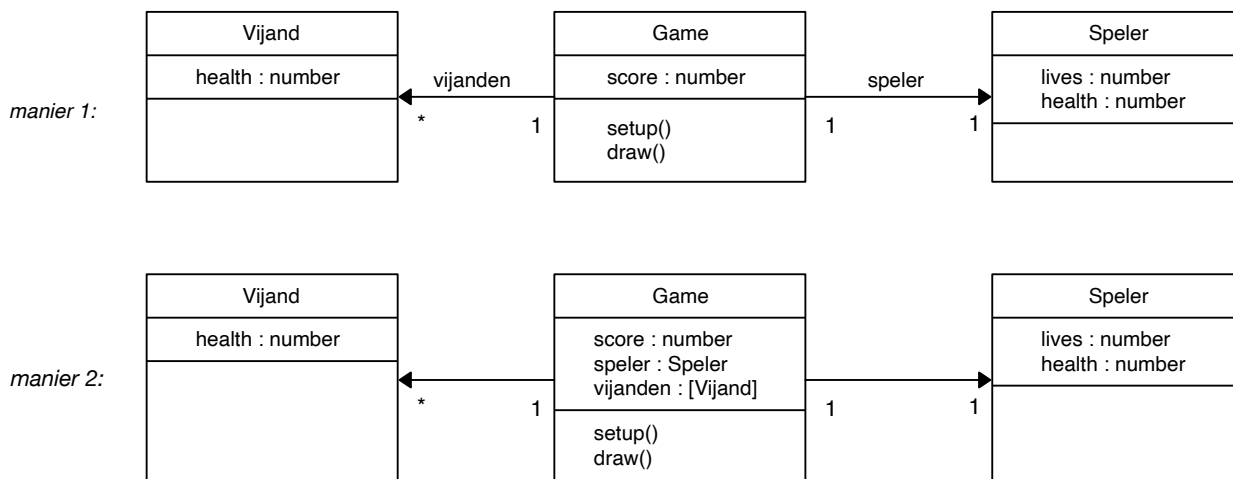 manier 1:
Vijand
health : number
vijanden
*
1
Game
score : number
setup()
draw()
speler
1
1
Speler
lives : number
health : number
manier 2:
Vijand
health : number
*
1
Game
score : number
speler : Speler
vijanden : [Vijand]
setup()
draw()
1
1
Speler
lives : number
health : number